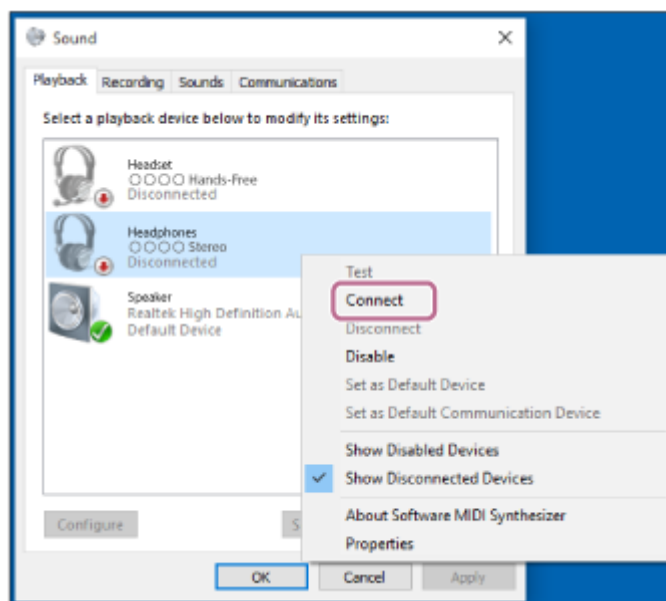 Sound
Playback Recording Sounds Communications
Select a playback device below to modify its settings:
Headset
○○○○ Hands-Free
Disconnected
Headphones
○○○○ Stereo
Disconnected
Speaker
Realtek High Definition Au
Default Device
Test
Connect
Disconnect
Disable
Set as Default Device
Set as Default Communication Device
Show Disabled Devices
Show Disconnected Devices
About Software MIDI Synthesizer
Properties
Configure S
OK Cancel Apply